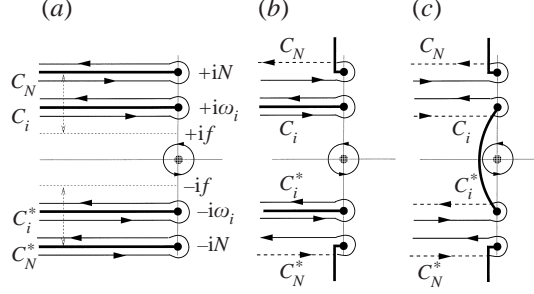 (a) (b) (c)
C_N +iN C_N C_N
C_i +iω_i C_i C_i
+if
−if C_i^* C_i^*
C_i^* −iω_i
C_N^* −iN C_N^* C_N^*